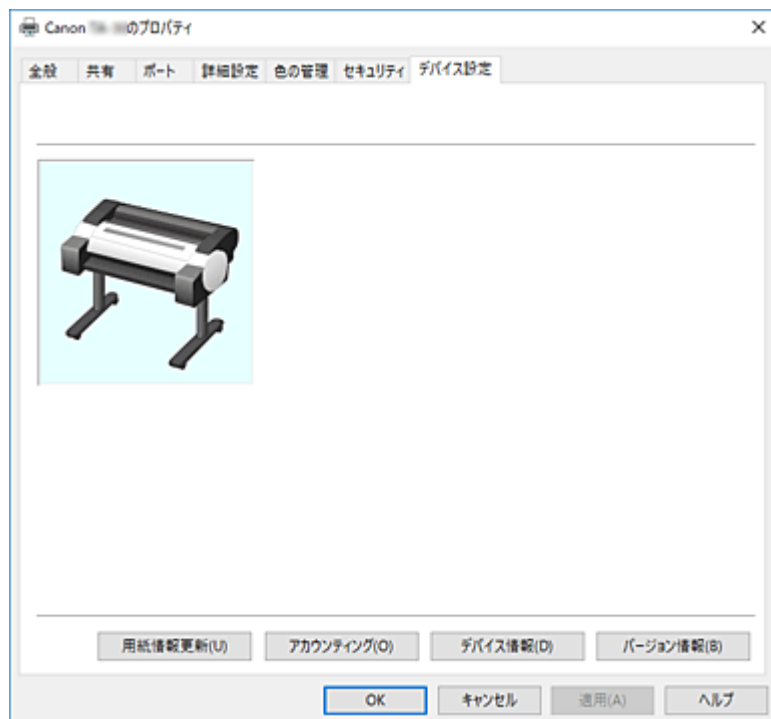 Canon のプロパティ
全般 共有 ポート 詳細設定 色の管理 セキュリティ デバイス設定
用紙情報更新(U) アカウンティング(O) デバイス情報(D) バージョン情報(B)
OK キャンセル 適用(A) ヘルプ